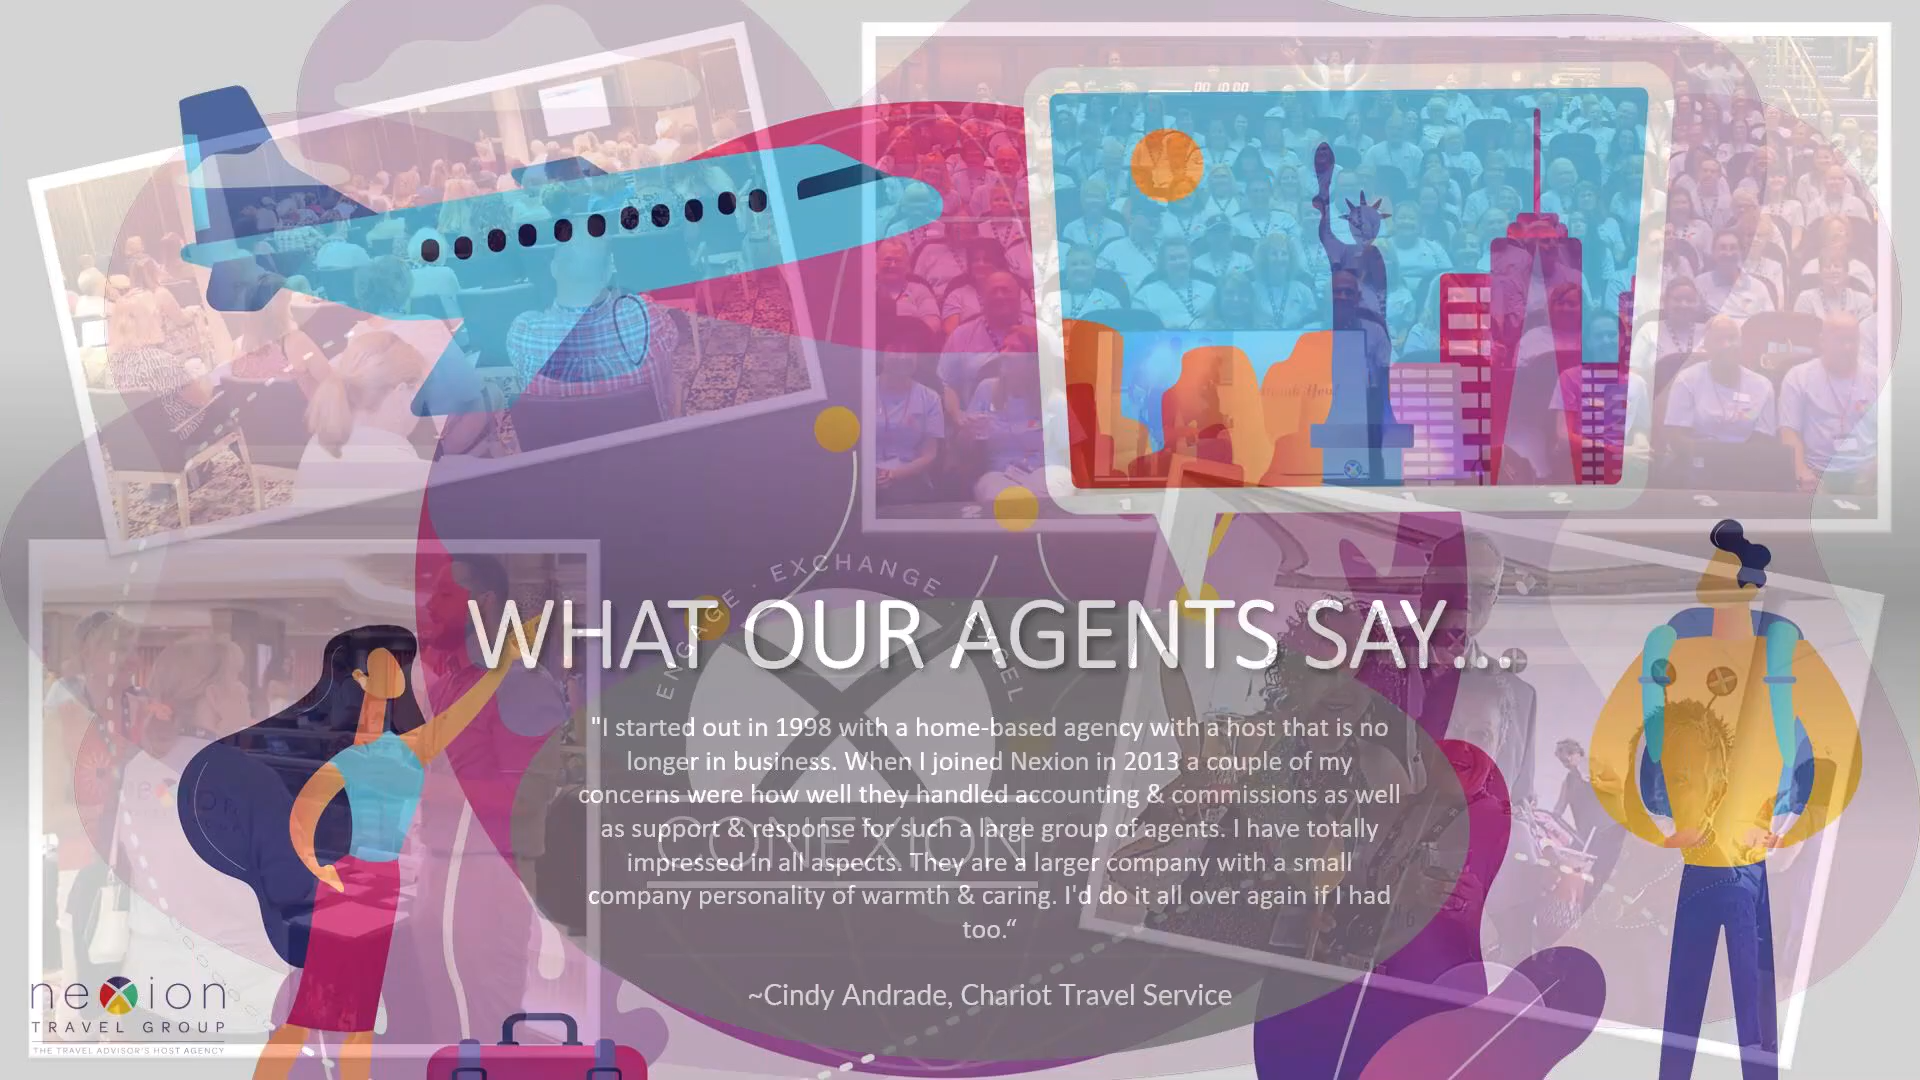 00 10 00
ENGAGE · EXCHANGE · EXCEL
WHAT OUR AGENTS SAY...
"I started out in 1998 with a home-based agency with a host that is no
longer in business. When I joined Nexion in 2013 a couple of my
concerns were how well they handled accounting & commissions as well
as support & response for such a large group of agents. I have totally
impressed in all aspects. They are a larger company with a small
company personality of warmth & caring. I'd do it all over again if I had
too.“
CONEXION
~Cindy Andrade, Chariot Travel Service
nexion
TRAVEL GROUP
THE TRAVEL ADVISOR'S HOST AGENCY